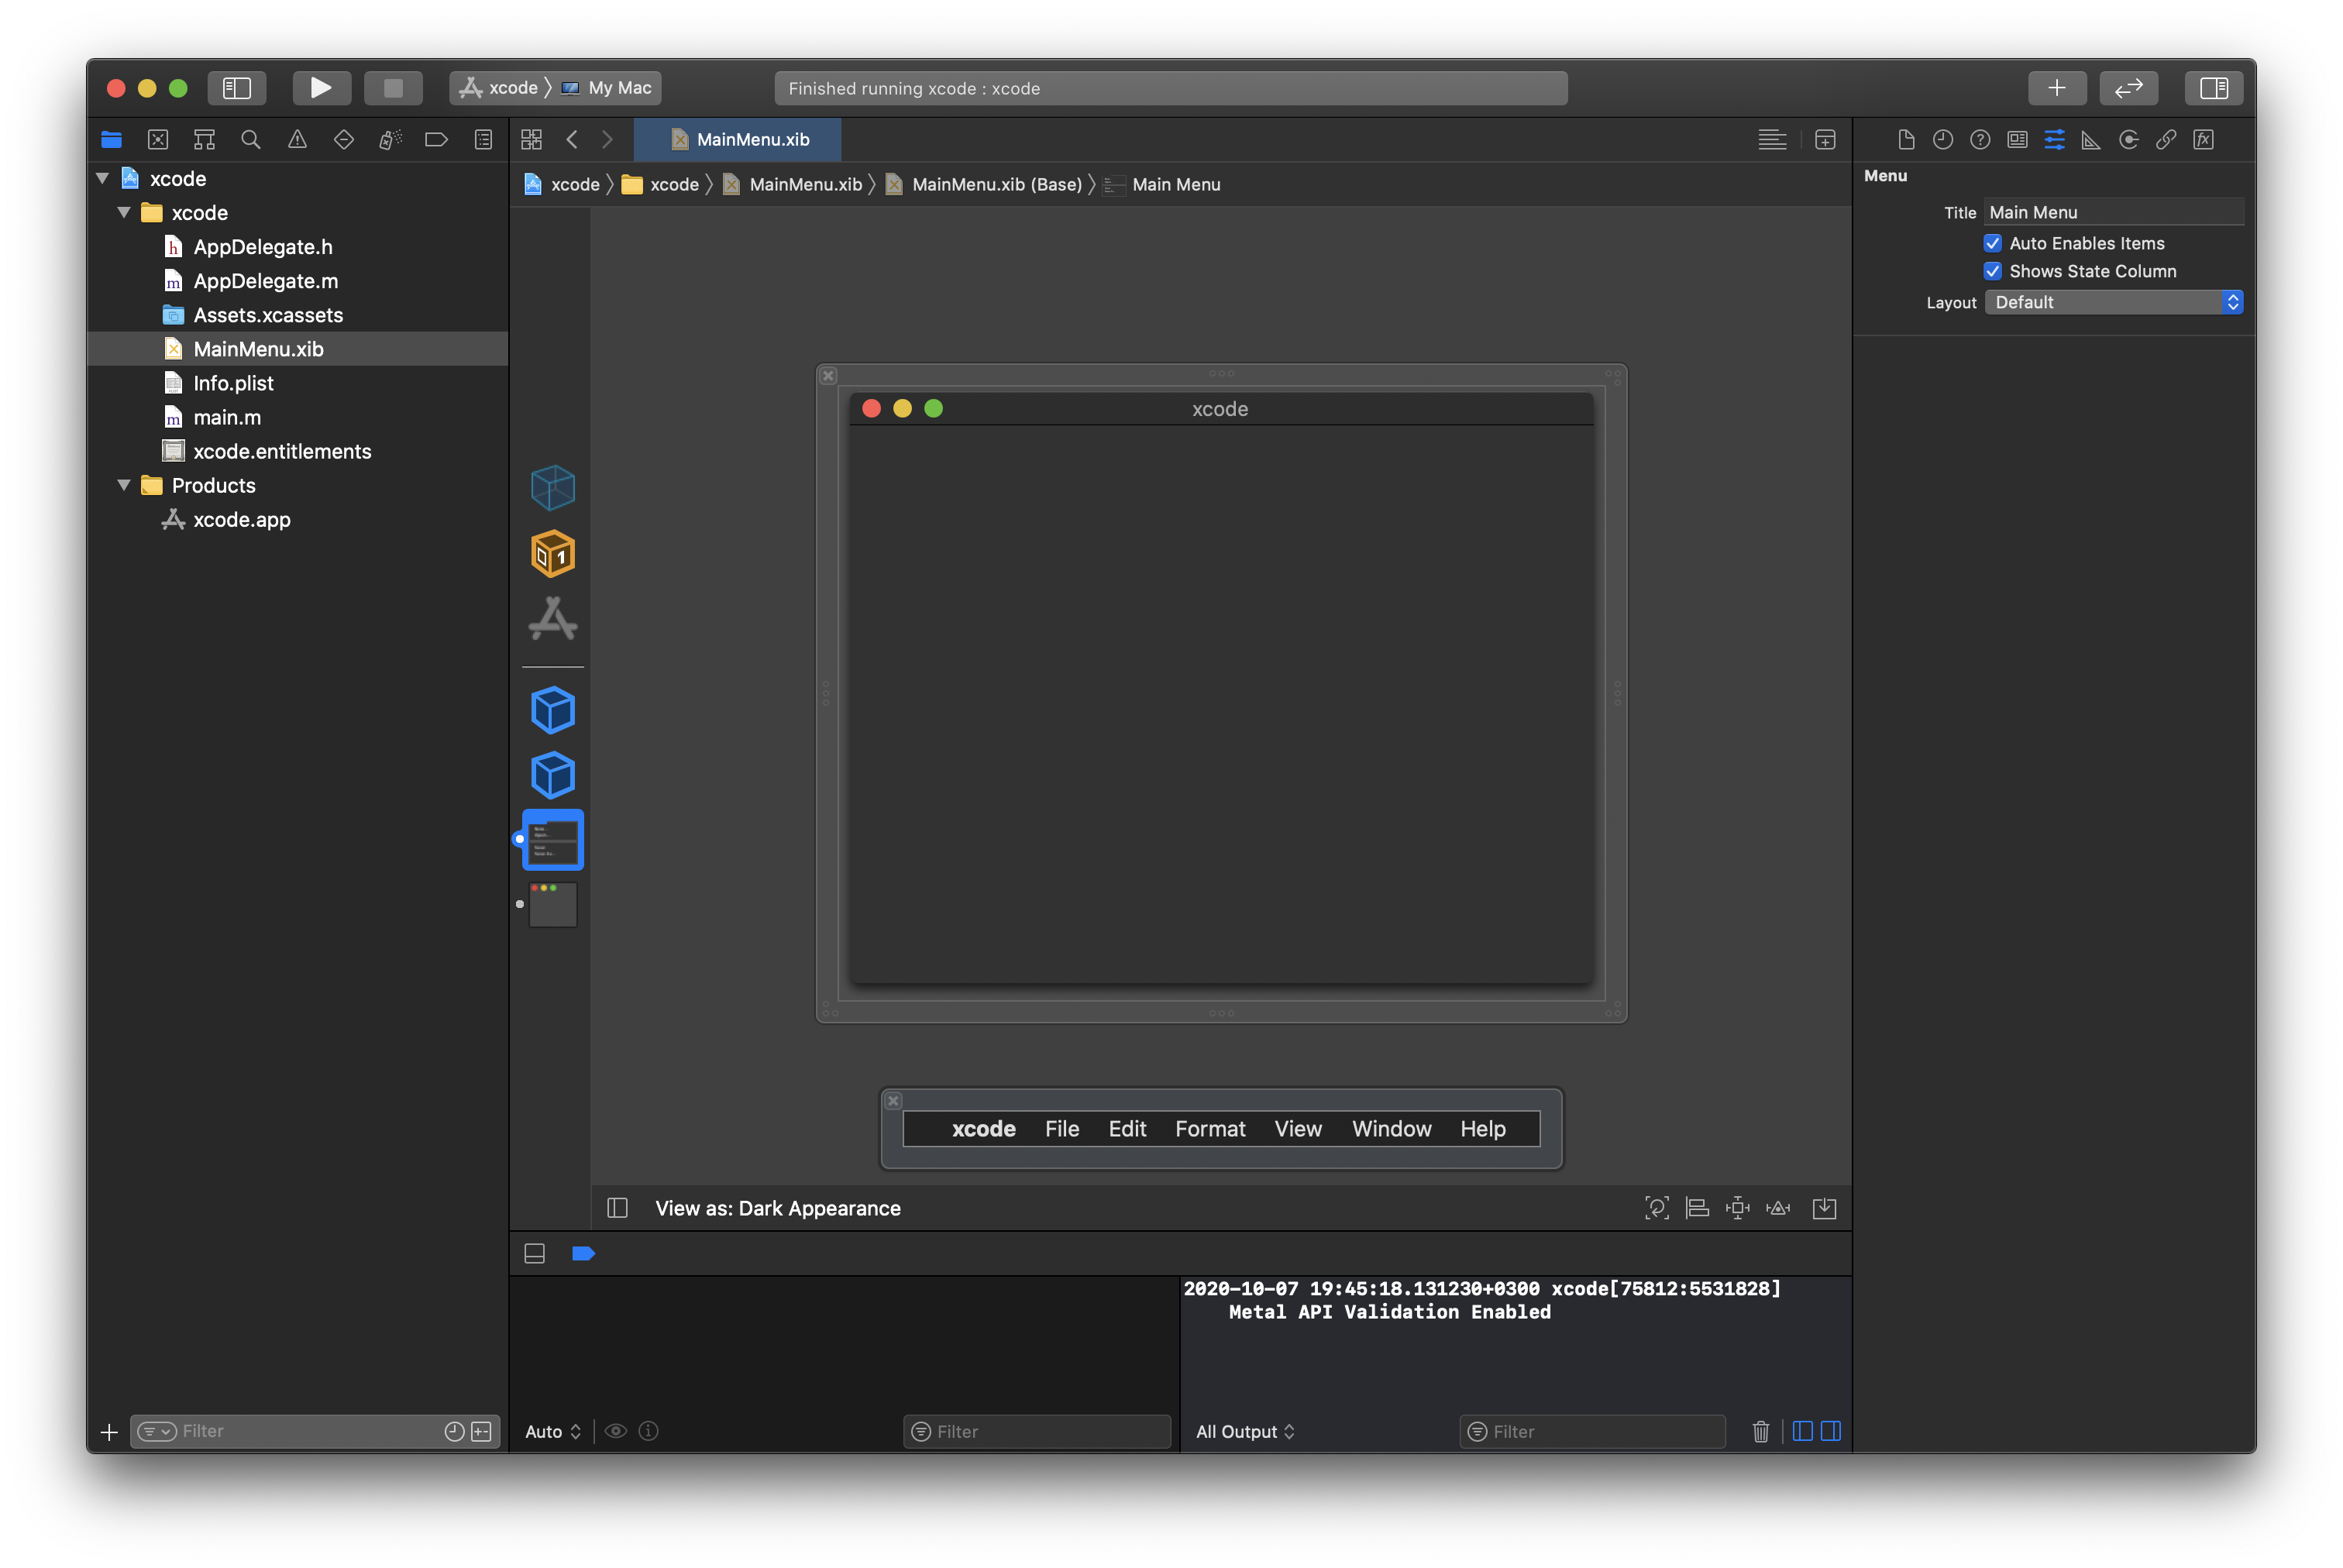 xcode 〉 My Mac
Finished running xcode : xcode
MainMenu.xib
xcode
xcode
AppDelegate.h
AppDelegate.m
Assets.xcassets
MainMenu.xib
Info.plist
main.m
xcode.entitlements
Products
xcode.app
Filter
xcode 〉 xcode 〉 MainMenu.xib 〉 MainMenu.xib (Base) 〉 Main Menu
xcode
xcode File Edit Format View Window Help
View as: Dark Appearance
Auto
Filter
2020-10-07 19:45:18.131230+0300 xcode[75812:5531828]
Metal API Validation Enabled
All Output
Filter
Menu
Title Main Menu
Auto Enables Items
Shows State Column
Layout Default